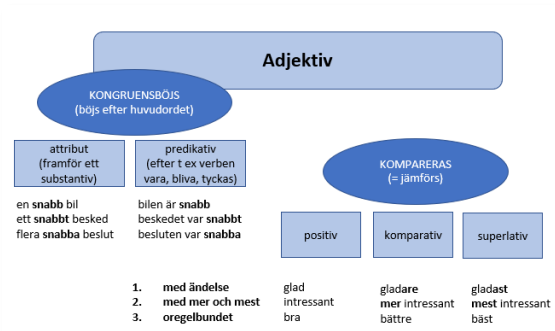 Adjektiv
KONGRUENSBÖJS
(böjs efter huvudordet)
attribut
(framför ett
substantiv)
predikativ
(efter t ex verben
vara, bliva, tyckas)
en snabb bil
ett snabbt besked
flera snabba beslut
bilen är snabb
beskedet var snabbt
besluten var snabba
KOMPARERAS
(= jämförs)
positiv
komparativ
superlativ
1. med ändelse glad gladare gladast
2. med mer och mest intressant mer intressant mest intressant
3. oregelbundet bra bättre bäst